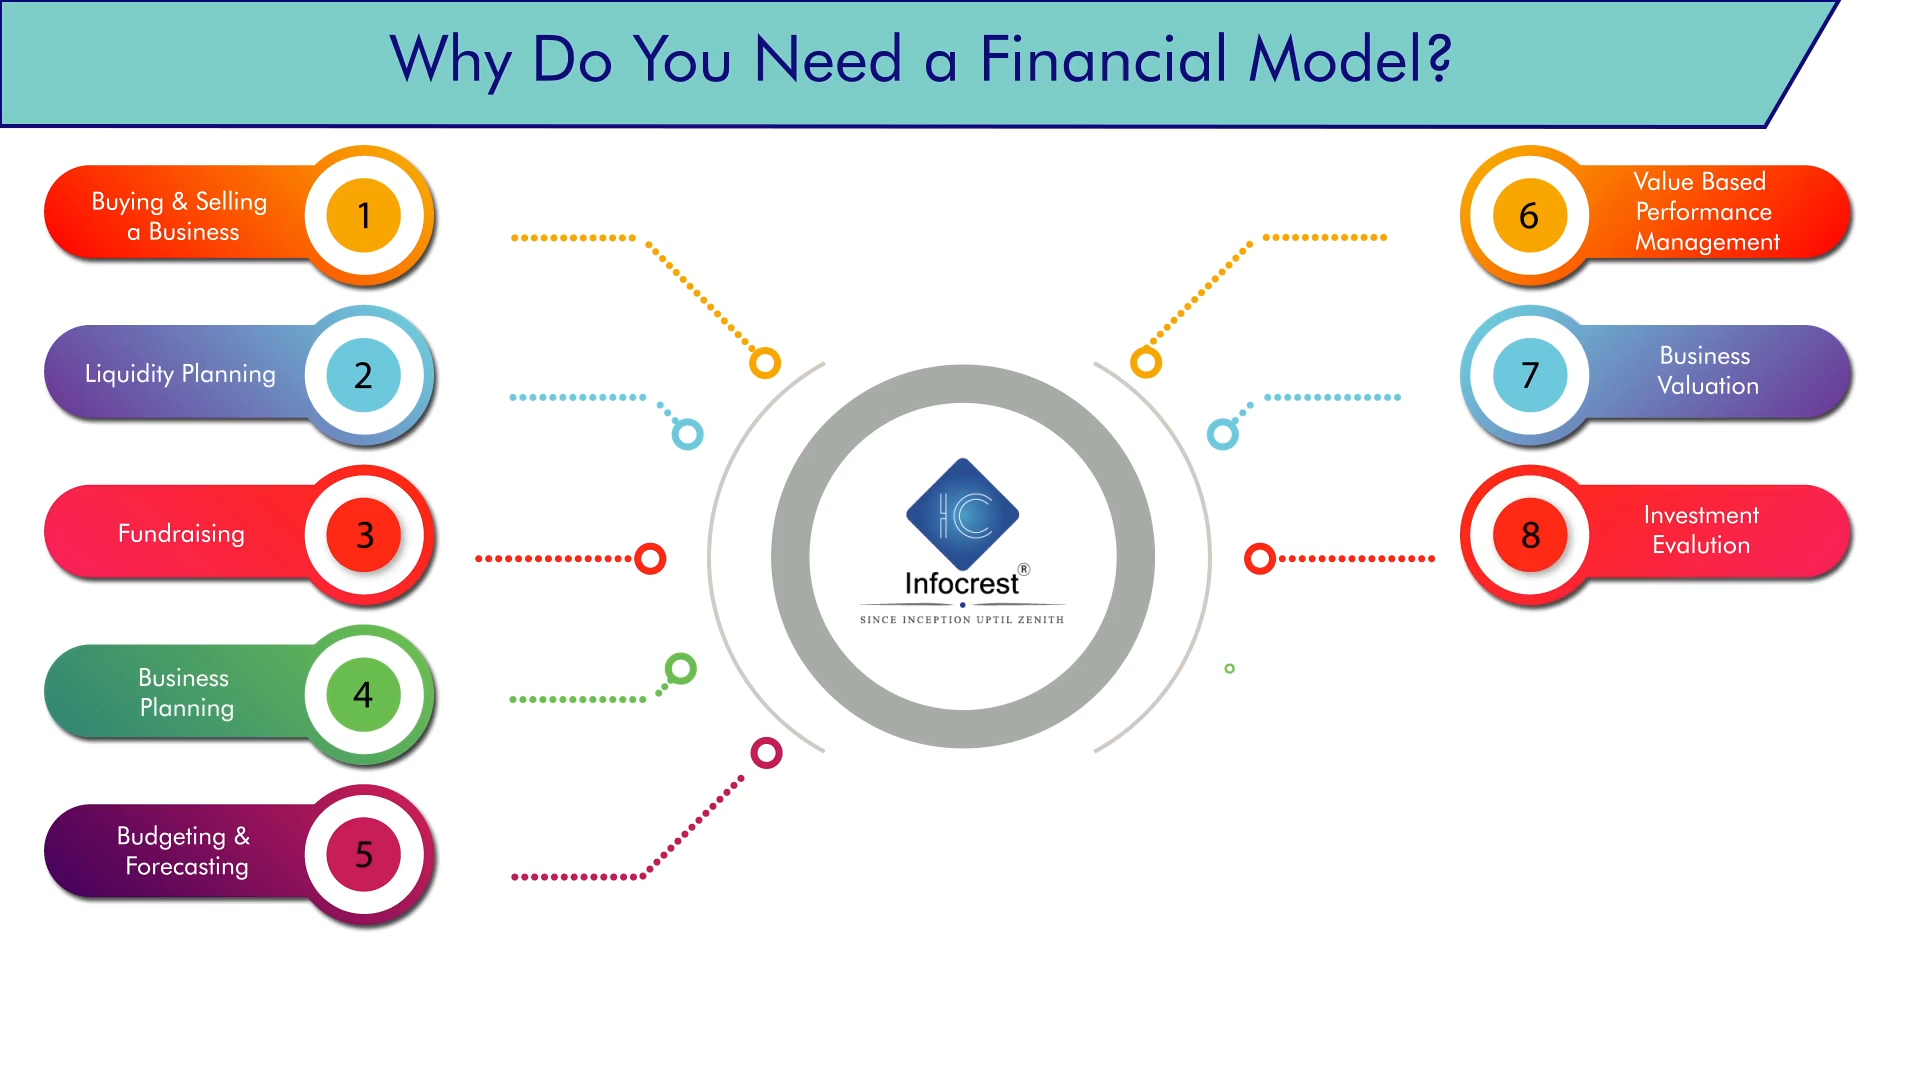 Why Do You Need a Financial Model?
Buying & Selling
a Business
1
Liquidity Planning
2
Fundraising
3
Business
Planning
4
Budgeting &
Forecasting
5
IC
Infocrest®
SINCE INCEPTION UPTIL ZENITH
6
Value Based
Performance
Management
7
Business
Valuation
8
Investment
Evalution